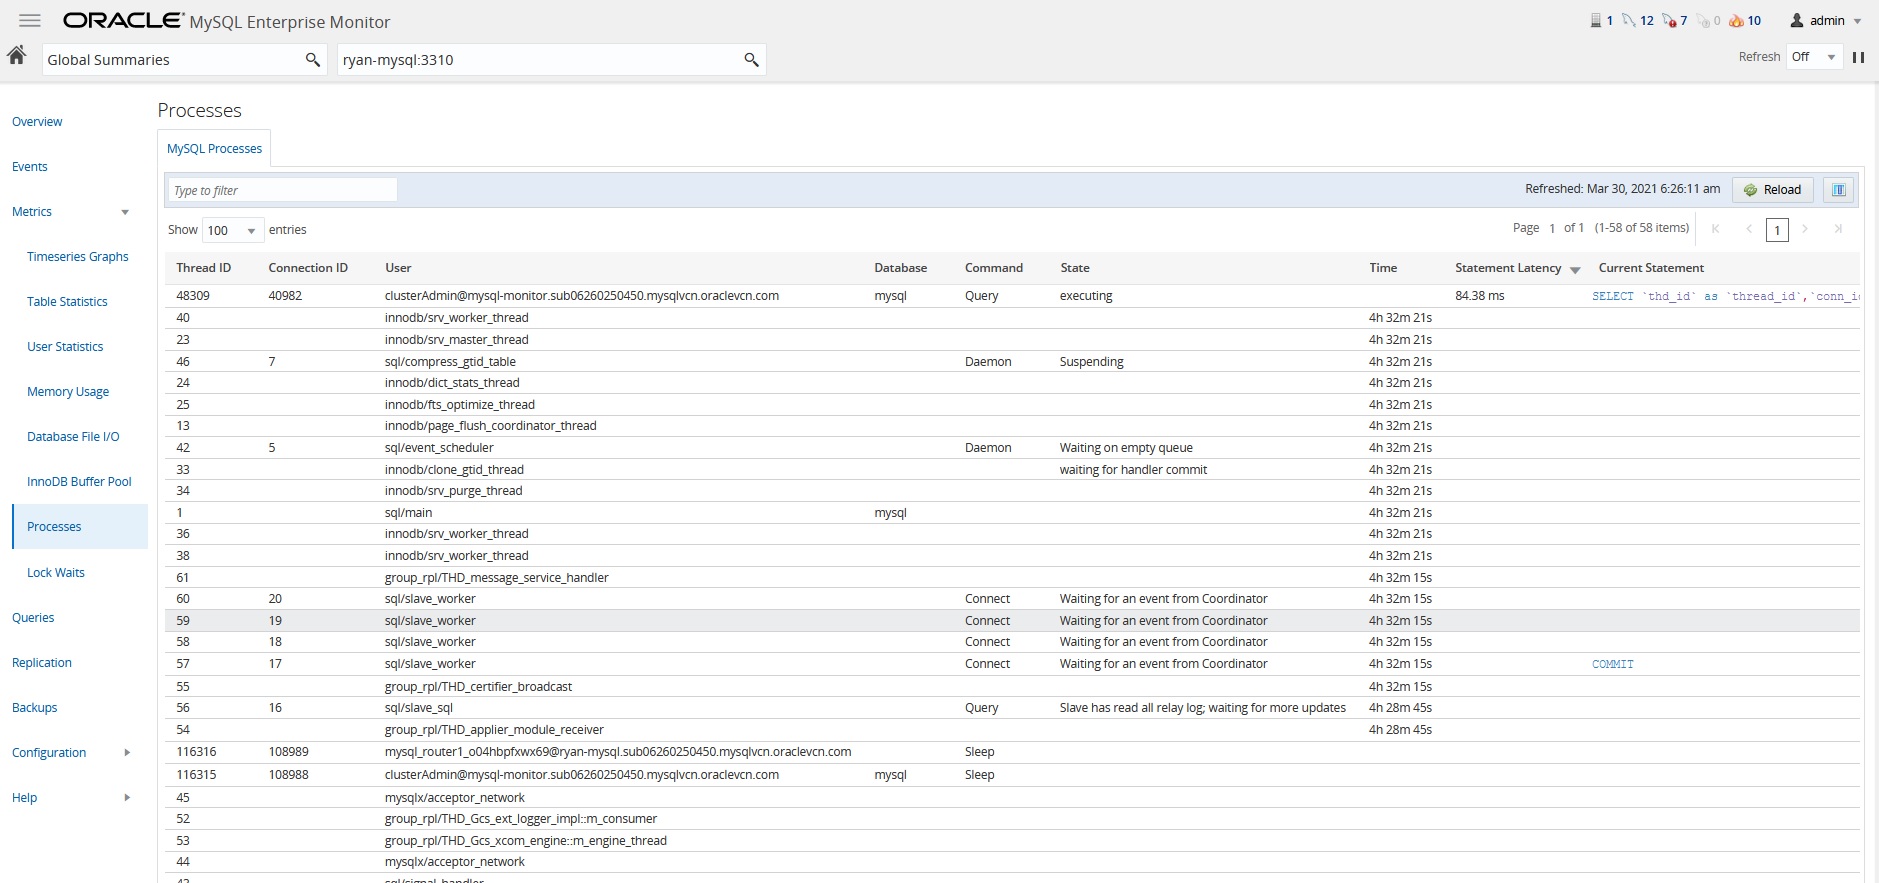 ORACLE MySQL Enterprise Monitor 1 12 7 0 10 admin
Global Summaries ryan-mysql:3310 Refresh Off
Processes
Overview
MySQL Processes
Events
Type to filter Refreshed: Mar 30, 2021 6:26:11 am Reload
Metrics
Show 100 entries Page 1 of 1 (1-58 of 58 items) 1
Timeseries Graphs
Table Statistics
User Statistics
Memory Usage
Database File I/O
InnoDB Buffer Pool
Processes
Lock Waits
Queries
Replication
Backups
Configuration
Help
Thread ID Connection ID User Database Command State Time Statement Latency Current Statement
48309 40982 clusterAdmin@mysql-monitor.sub06260250450.mysqlvcn.oraclevcn.com mysql Query executing 84.38 ms SELECT `thd_id` as `thread_id`,`conn_i
40 innodb/srv_worker_thread 4h 32m 21s
23 innodb/srv_master_thread 4h 32m 21s
46 7 sql/compress_gtid_table Daemon Suspending 4h 32m 21s
24 innodb/dict_stats_thread 4h 32m 21s
25 innodb/fts_optimize_thread 4h 32m 21s
13 innodb/page_flush_coordinator_thread 4h 32m 21s
42 5 sql/event_scheduler Daemon Waiting on empty queue 4h 32m 21s
33 innodb/clone_gtid_thread waiting for handler commit 4h 32m 21s
34 innodb/srv_purge_thread 4h 32m 21s
1 sql/main mysql 4h 32m 21s
36 innodb/srv_worker_thread 4h 32m 21s
38 innodb/srv_worker_thread 4h 32m 21s
61 group_rpl/THD_message_service_handler 4h 32m 15s
60 20 sql/slave_worker Connect Waiting for an event from Coordinator 4h 32m 15s
59 19 sql/slave_worker Connect Waiting for an event from Coordinator 4h 32m 15s
58 18 sql/slave_worker Connect Waiting for an event from Coordinator 4h 32m 15s
57 17 sql/slave_worker Connect Waiting for an event from Coordinator 4h 32m 15s COMMIT
55 group_rpl/THD_certifier_broadcast 4h 32m 15s
56 16 sql/slave_sql Query Slave has read all relay log; waiting for more updates 4h 28m 45s
54 group_rpl/THD_applier_module_receiver 4h 28m 45s
116316 108989 mysql_router1_o04hbpfxwx69@ryan-mysql.sub06260250450.mysqlvcn.oraclevcn.com Sleep
116315 108988 clusterAdmin@mysql-monitor.sub06260250450.mysqlvcn.oraclevcn.com mysql Sleep
45 mysqlx/acceptor_network
52 group_rpl/THD_Gcs_ext_logger_impl::m_consumer
53 group_rpl/THD_Gcs_xcom_engine::m_engine_thread
44 mysqlx/acceptor_network